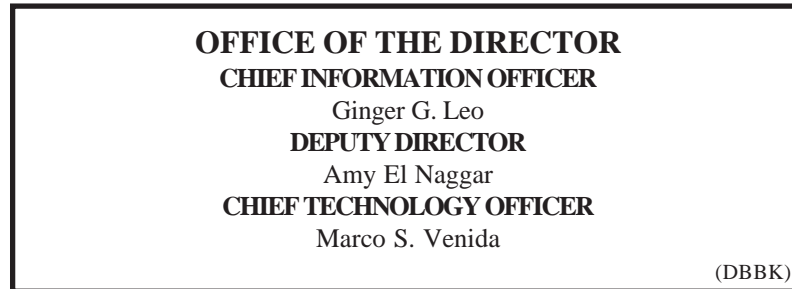 OFFICE OF THE DIRECTOR
CHIEF INFORMATION OFFICER
Ginger G. Leo
DEPUTY DIRECTOR
Amy El Naggar
CHIEF TECHNOLOGY OFFICER
Marco S. Venida
(DBBK)